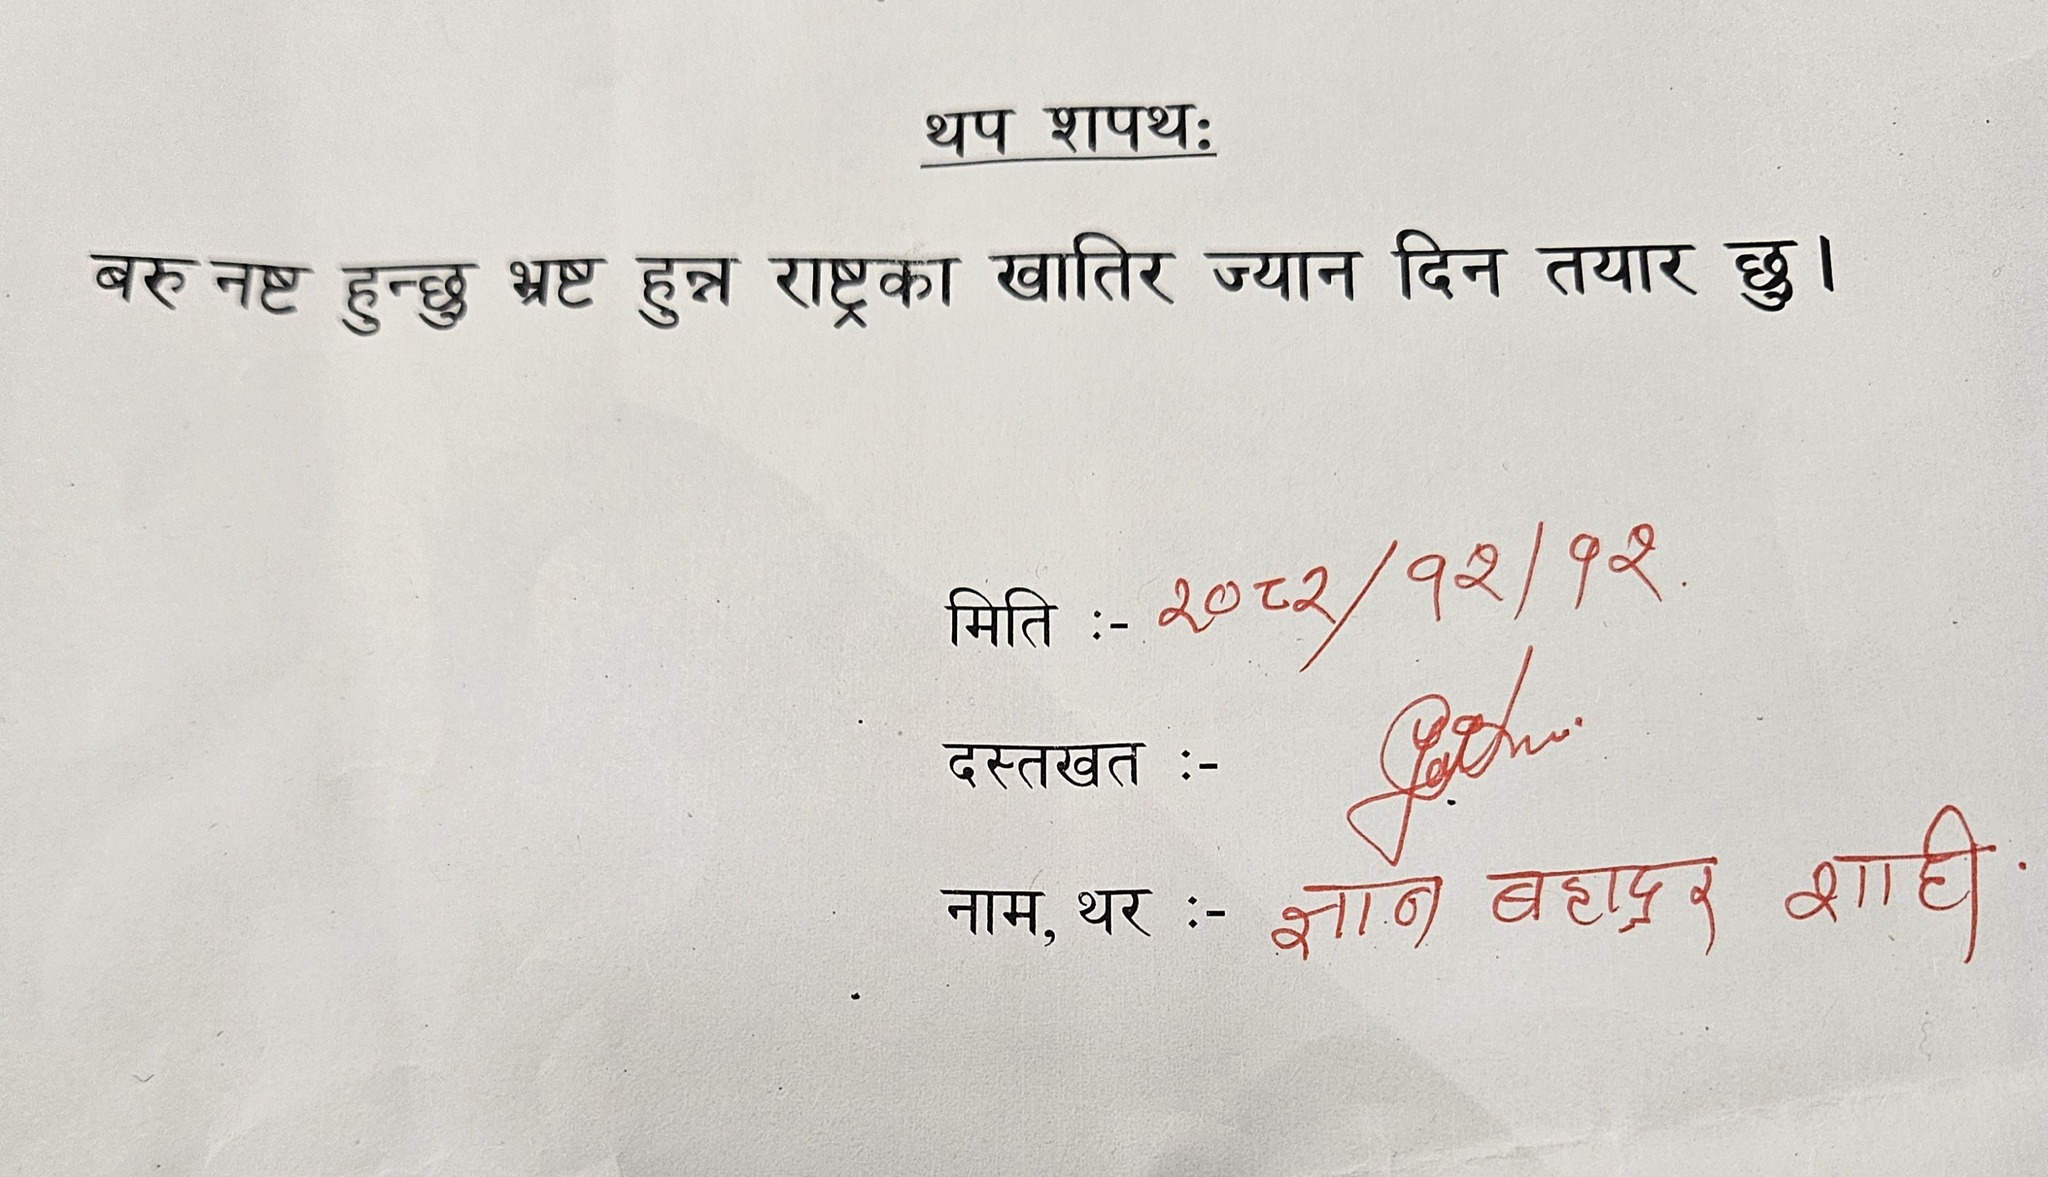 थप शपथः
बरु नष्ट हुन्छु भ्रष्ट हुन्न राष्ट्रका खातिर ज्यान दिन तयार छु।
मिति :- २०८२/१२/१२.
दस्तखत :-
नाम, थर :- ज्ञान बहादुर शाही.